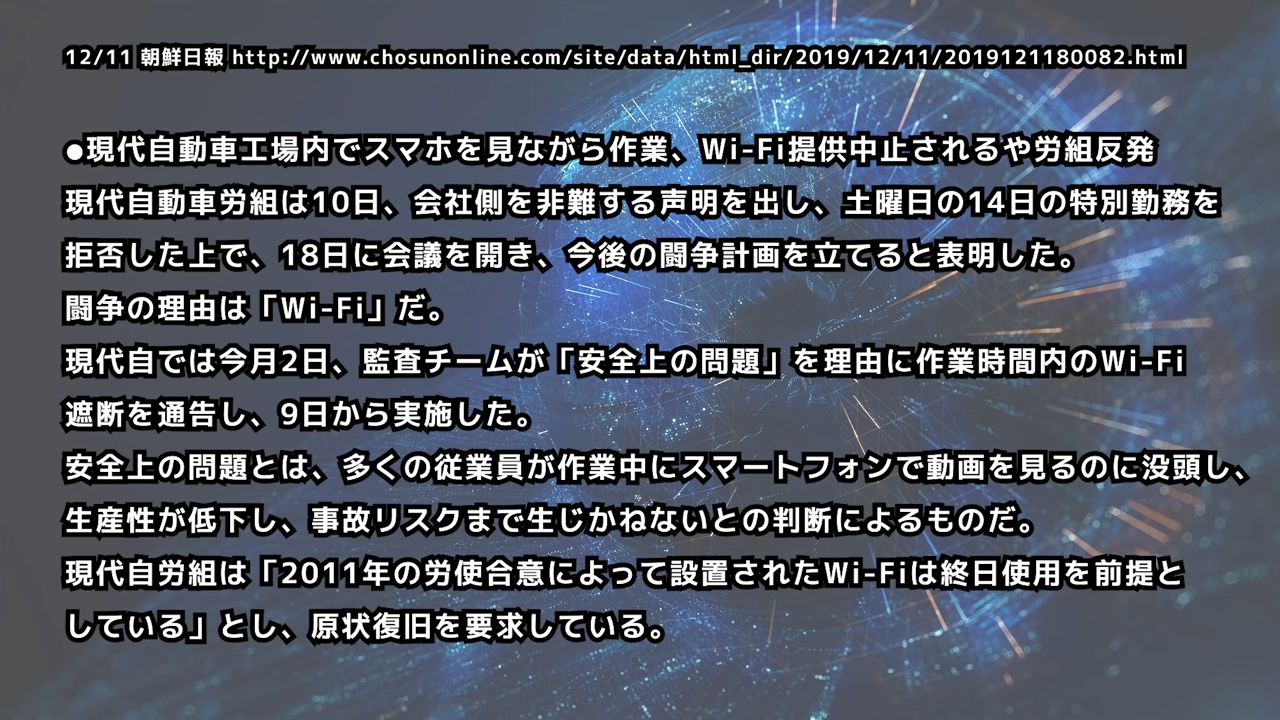 12/11 朝鮮日報 http://www.chosunonline.com/site/data/html_dir/2019/12/11/2019121180082.html
●現代自動車工場内でスマホを見ながら作業、Wi-Fi提供中止されるや労組反発
現代自動車労組は10日、会社側を非難する声明を出し、土曜日の14日の特別勤務を
拒否した上で、18日に会議を開き、今後の闘争計画を立てると表明した。
闘争の理由は「Wi-Fi」だ。
現代自では今月2日、監査チームが「安全上の問題」を理由に作業時間内のWi-Fi
遮断を通告し、9日から実施した。
安全上の問題とは、多くの従業員が作業中にスマートフォンで動画を見るのに没頭し、
生産性が低下し、事故リスクまで生じかねないとの判断によるものだ。
現代自労組は「2011年の労使合意によって設置されたWi-Fiは終日使用を前提と
している」とし、原状復旧を要求している。